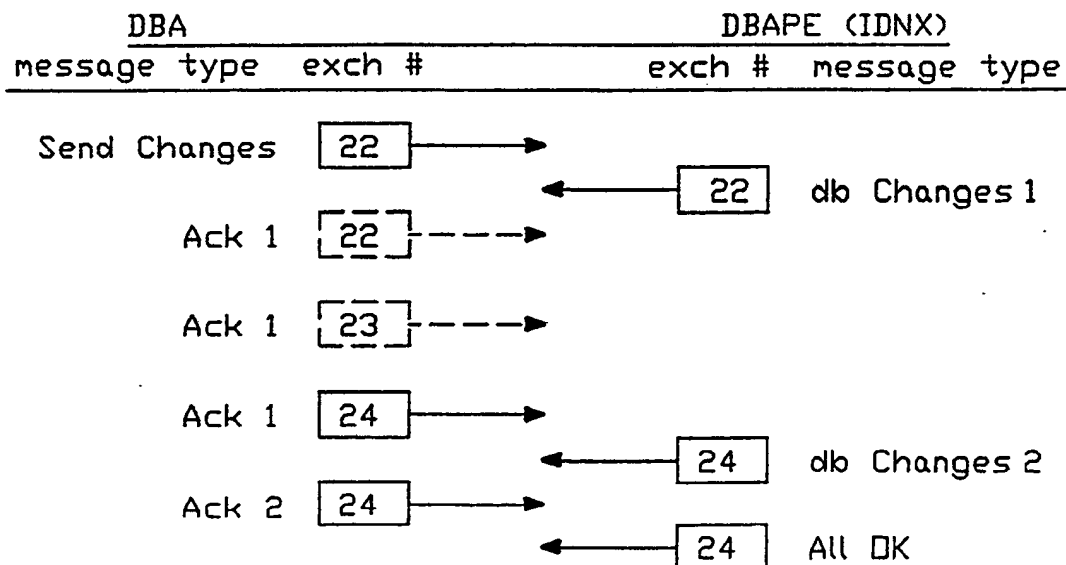 DBA DBAPE (IDNX)
message type exch # exch # message type
Send Changes 22
22 db Changes 1
Ack 1 22
Ack 1 23
Ack 1 24
24 db Changes 2
Ack 2 24
24 All OK